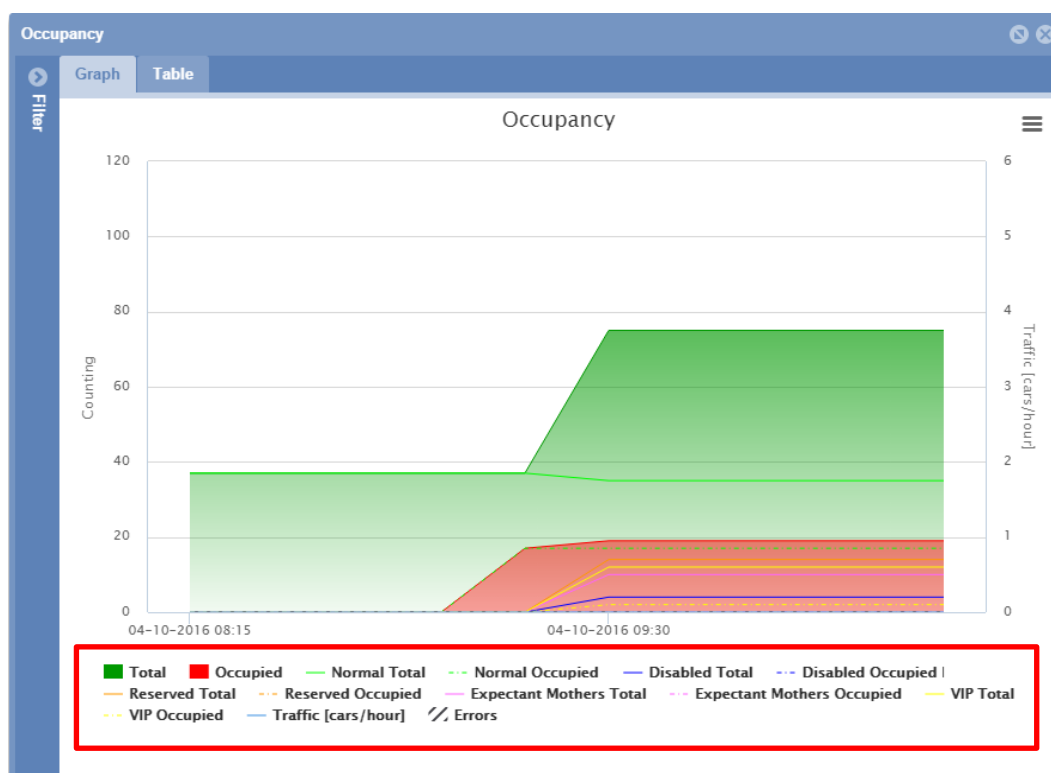 Occupancy
Graph Table
Filter
Occupancy
120 6
100 5
80 4
60 3
40 2
20 1
0 0
Counting
Traffic [cars/hour]
04-10-2016 08:15 04-10-2016 09:30
Total Occupied Normal Total Normal Occupied Disabled Total Disabled Occupied
Reserved Total Reserved Occupied Expectant Mothers Total Expectant Mothers Occupied VIP Total
VIP Occupied Traffic [cars/hour] Errors